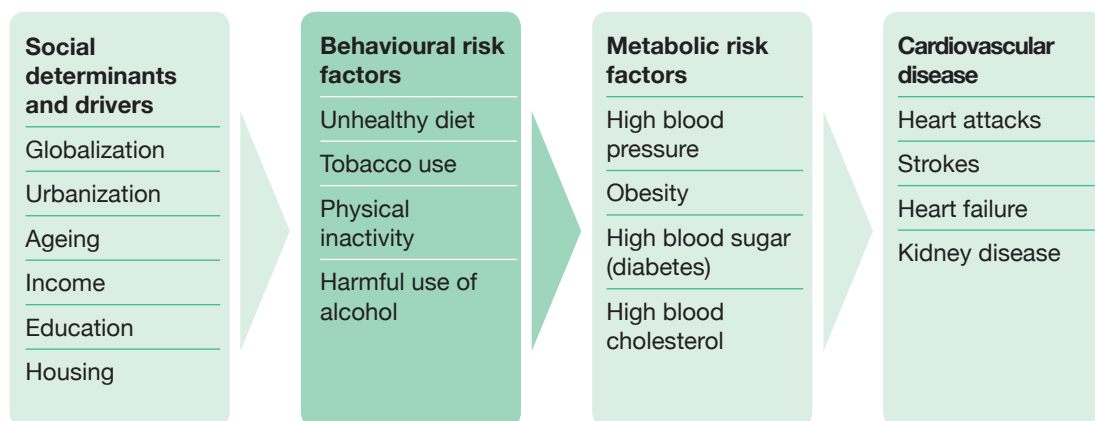 Social
determinants
and drivers
Globalization
Urbanization
Ageing
Income
Education
Housing
Behavioural risk
factors
Unhealthy diet
Tobacco use
Physical
inactivity
Harmful use of
alcohol
Metabolic risk
factors
High blood
pressure
Obesity
High blood sugar
(diabetes)
High blood
cholesterol
Cardiovascular
disease
Heart attacks
Strokes
Heart failure
Kidney disease